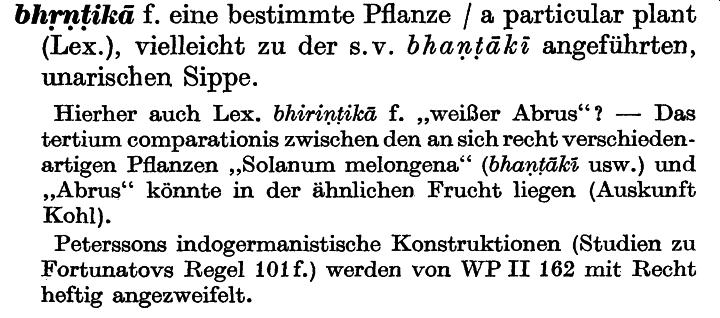 bhṛṇṭikā f. eine bestimmte Pflanze / a particular plant
(Lex.), vielleicht zu der s. v. bhaṇṭākī angeführten,
unarischen Sippe.
Hierher auch Lex. bhiriṇṭikā f. „weißer Abrus“? — Das
tertium comparationis zwischen den an sich recht verschieden-
artigen Pflanzen „Solanum melongena“ (bhaṇṭākī usw.) und
„Abrus“ könnte in der ähnlichen Frucht liegen (Auskunft
Kohl).
Peterssons indogermanistische Konstruktionen (Studien zu
Fortunatovs Regel 101f.) werden von WP II 162 mit Recht
heftig angezweifelt.